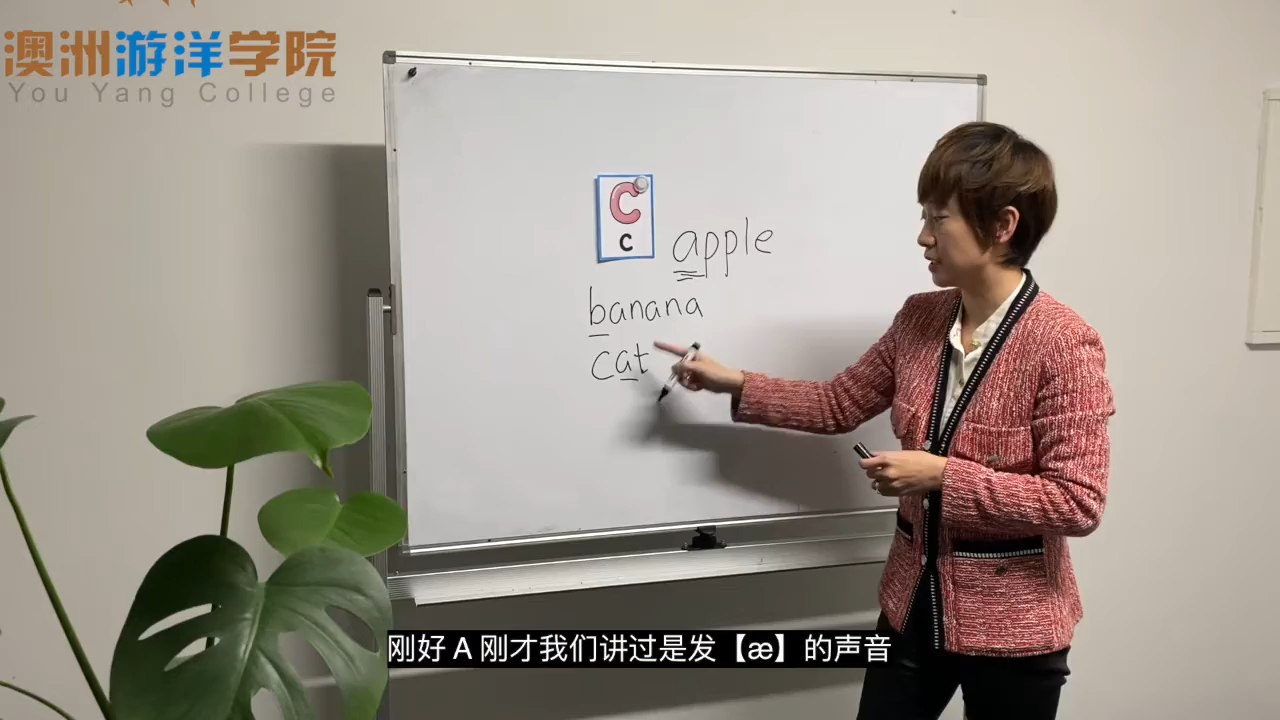 澳洲游洋学院
You Yang College
C
c
apple
banana
cat
刚好 A 刚才我们讲过是发【æ】的声音